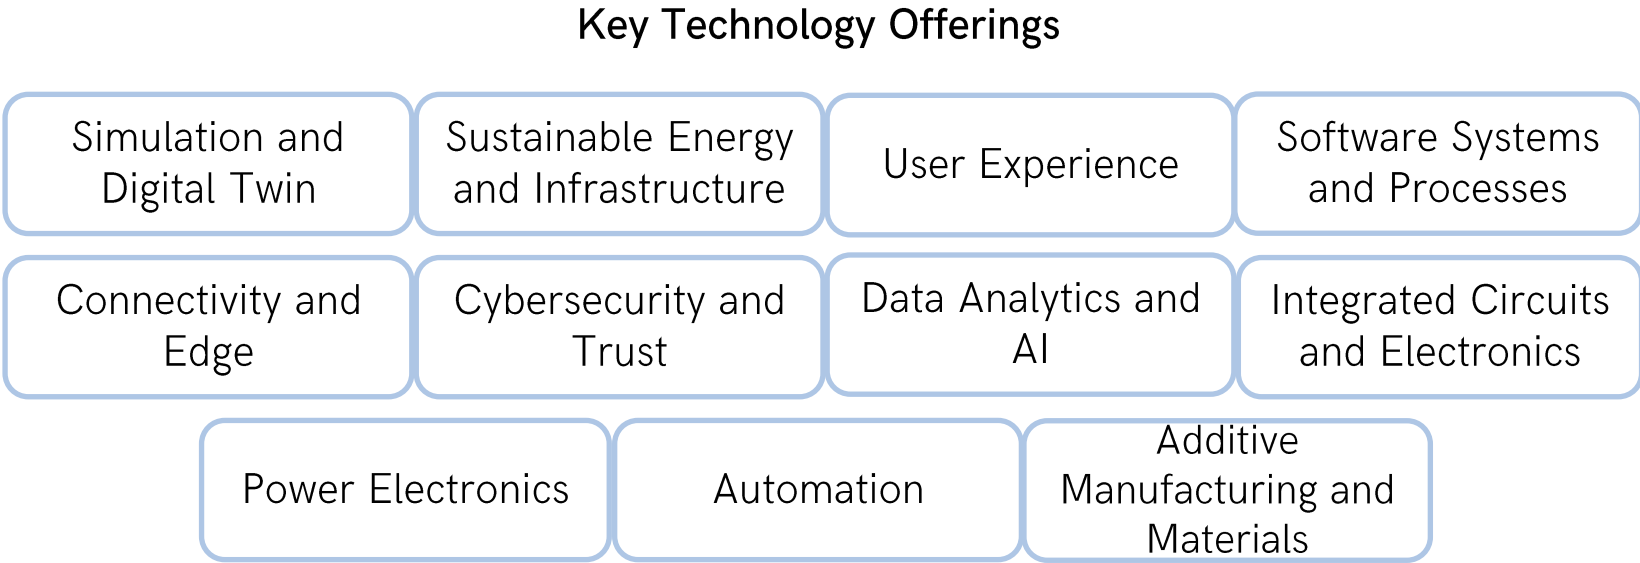 Key Technology Offerings
Simulation and
Digital Twin
Sustainable Energy
and Infrastructure
User Experience
Software Systems
and Processes
Connectivity and
Edge
Cybersecurity and
Trust
Data Analytics and
AI
Integrated Circuits
and Electronics
Power Electronics
Automation
Additive
Manufacturing and
Materials